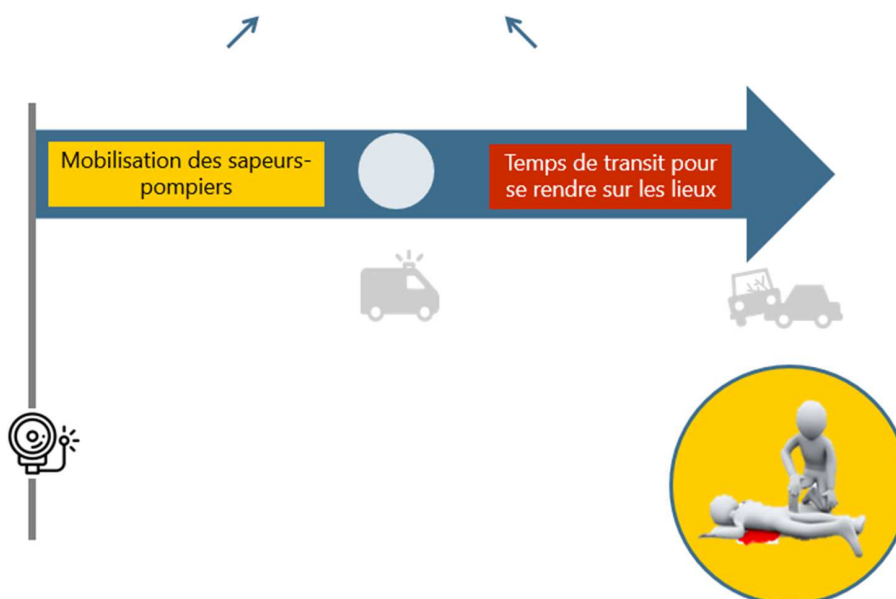 Mobilisation des sapeurs-
pompiers
Temps de transit pour
se rendre sur les lieux